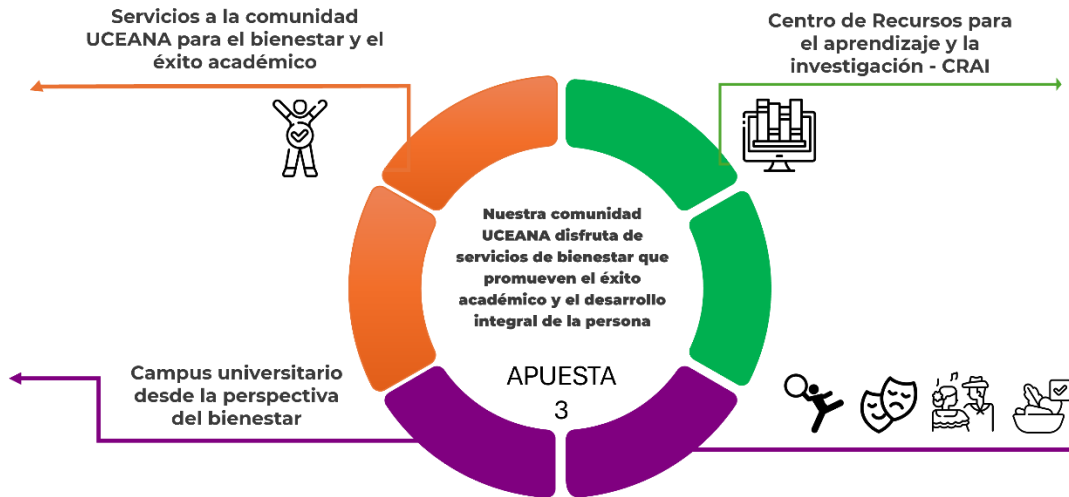 Servicios a la comunidad
UCEANA para el bienestar y el
éxito académico
Centro de Recursos para
el aprendizaje y la
investigación - CRAI
Nuestra comunidad
UCEANA disfruta de
servicios de bienestar que
promueven el éxito
académico y el desarrollo
integral de la persona
APUESTA
3
Campus universitario
desde la perspectiva
del bienestar